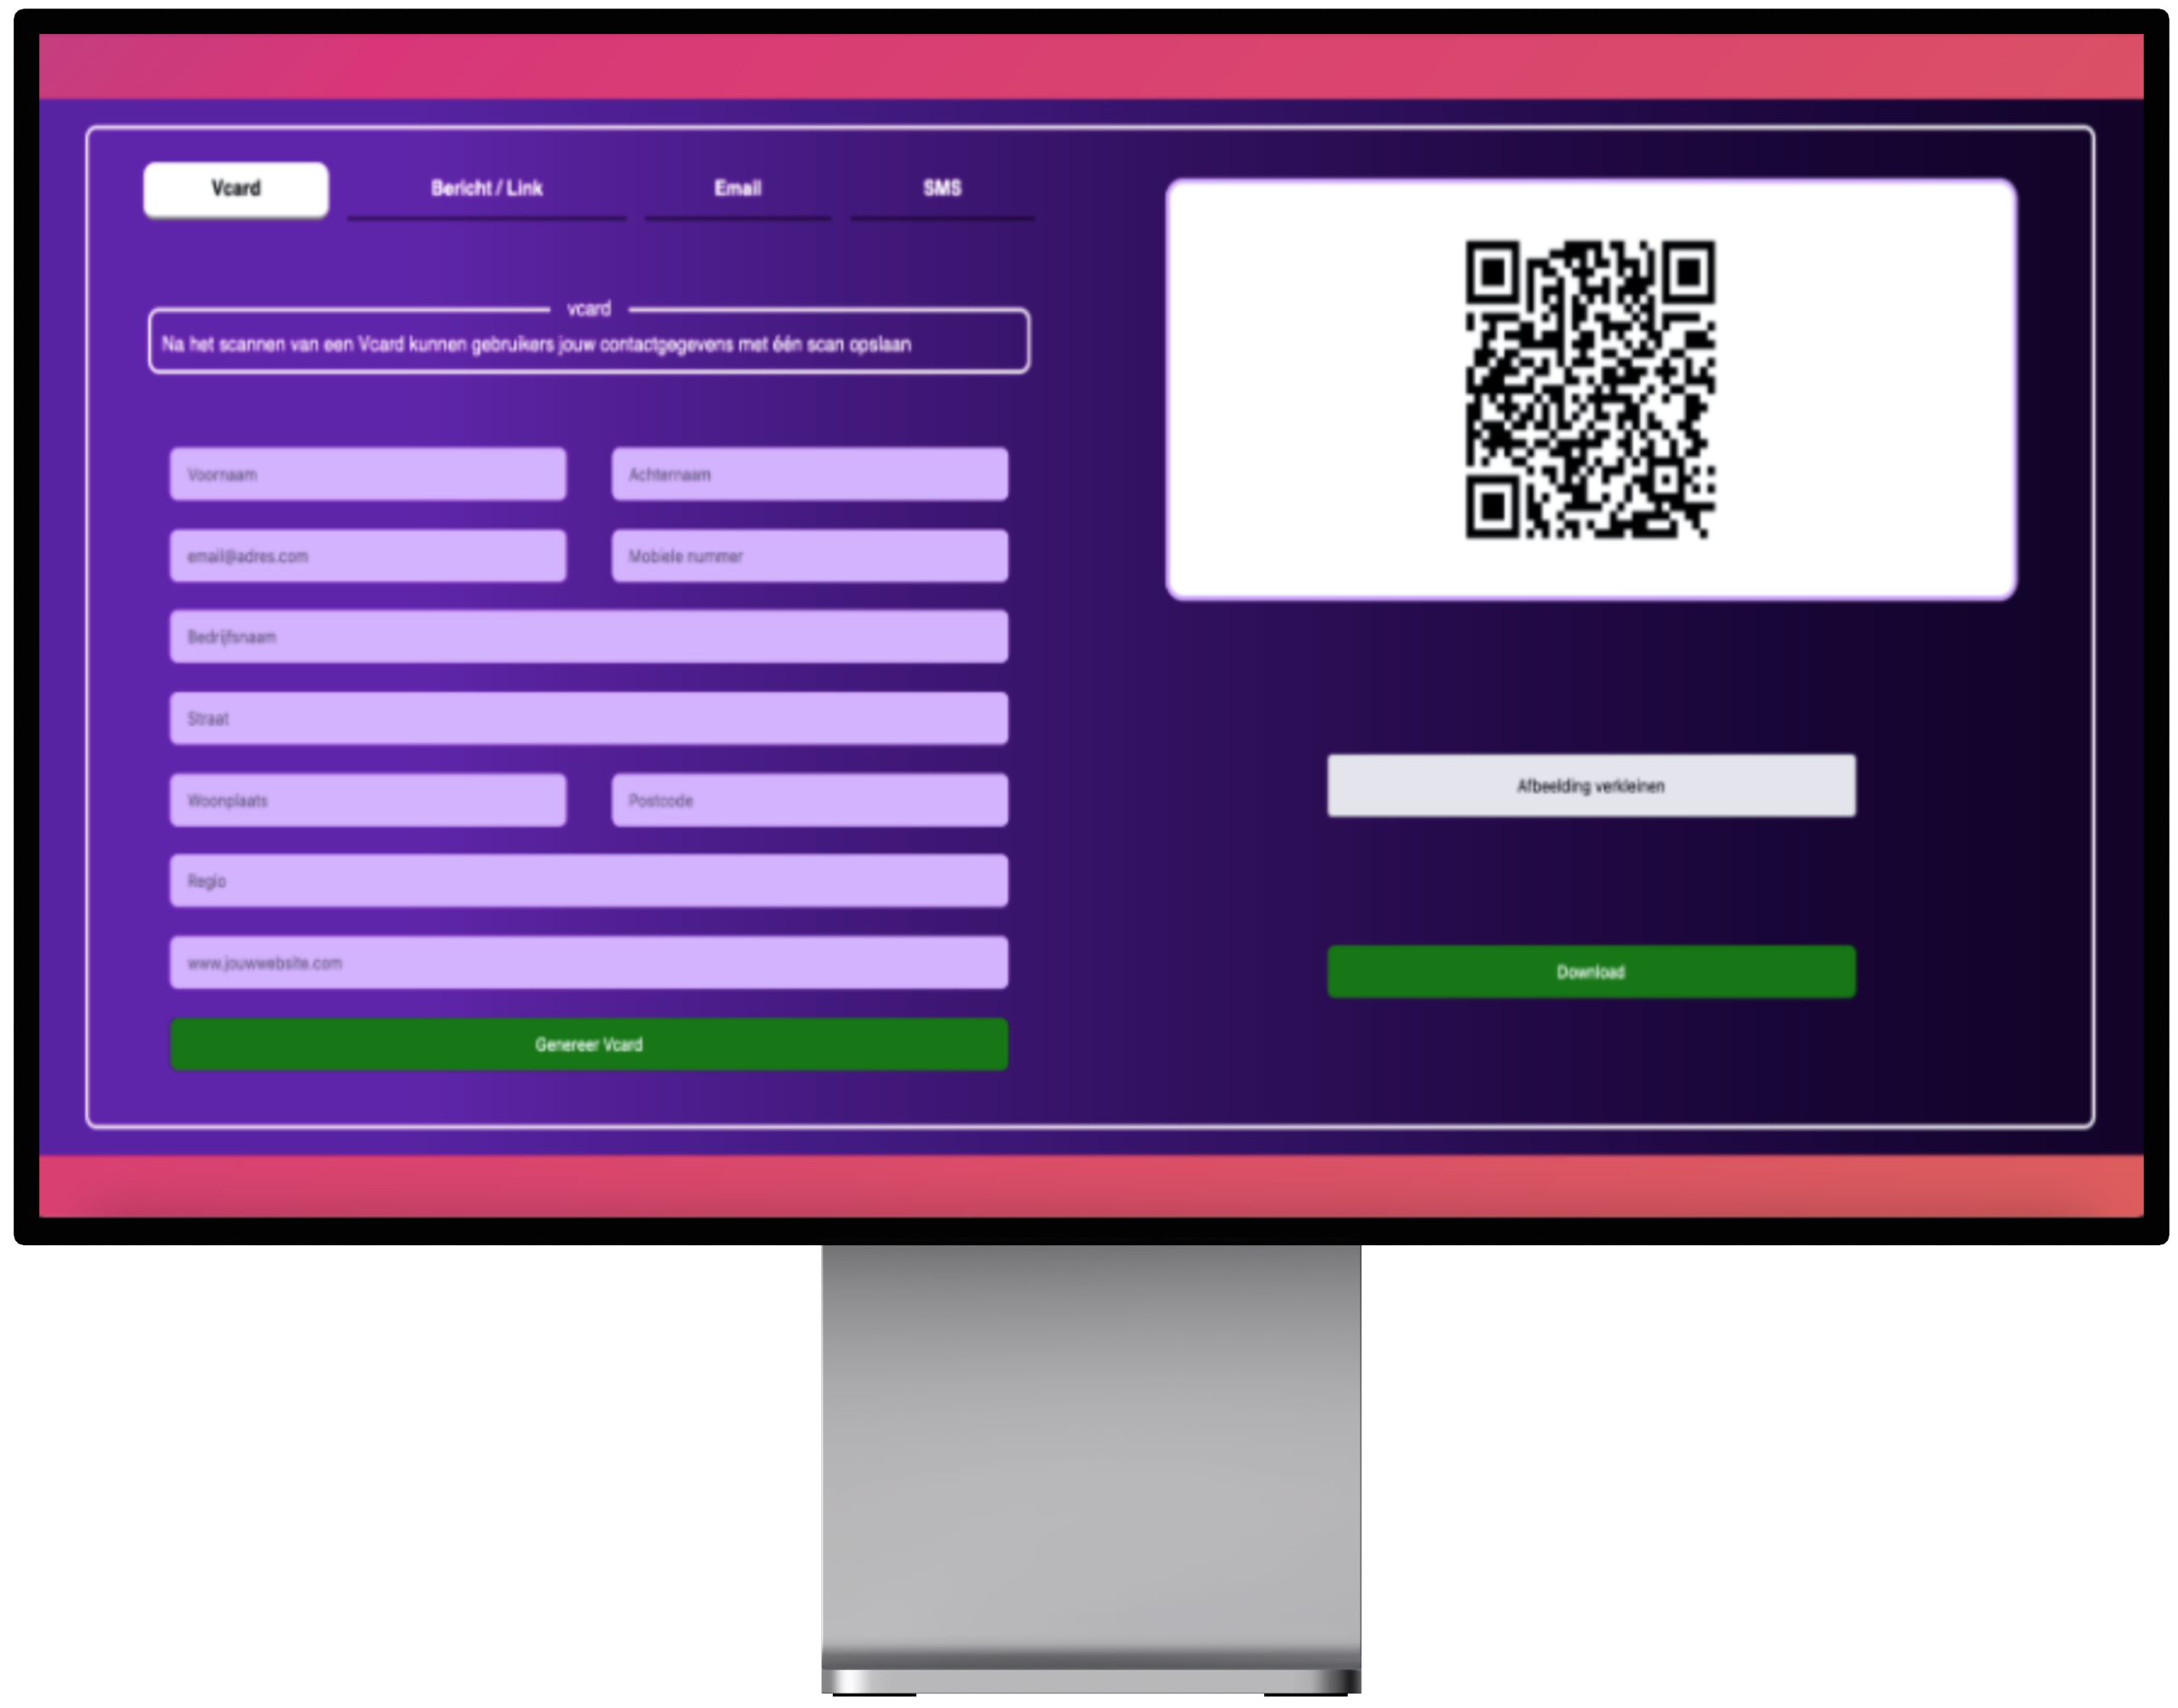 Vcard
Bericht / Link
Email
SMS
vcard
Na het scannen van een Vcard kunnen gebruikers jouw contactgegevens met één scan opslaan
Voornaam
Achternaam
email@adres.com
Mobiele nummer
Bedrijfsnaam
Straat
Woonplaats
Postcode
Regio
www.jouwwebsite.com
Genereer Vcard
Afbeelding verkleinen
Download